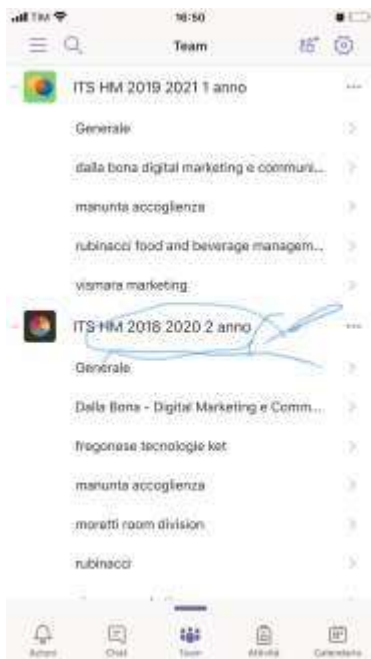 TIM 16:50
Team
ITS HM 2019 2021 1 anno
Generale
dalla bona digital marketing e communi...
manunta accoglienza
rubinacci food and beverage managem...
vismara marketing
ITS HM 2018 2020 2 anno
Generale
Dalla Bona - Digital Marketing e Comm...
fregonese tecnologie ket
manunta accoglienza
moretti room division
rubinacci
Chat Team Attività Calendario